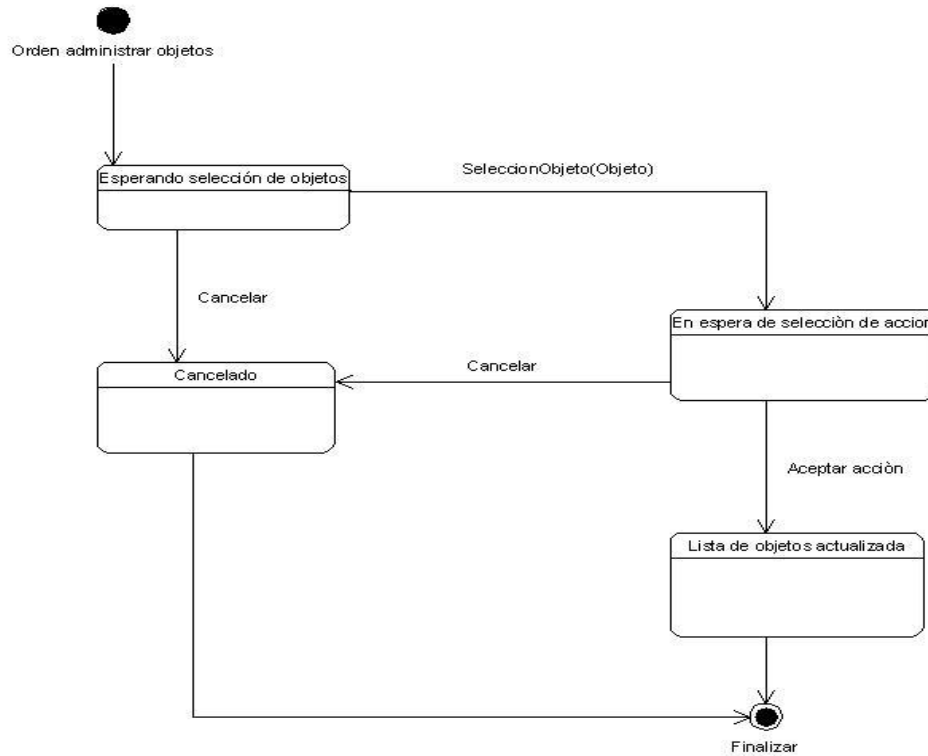 Orden administrar objetos
Esperando selección de objetos
SeleccionObjeto(Objeto)
Cancelar
En espera de selecciòn de accion
Cancelado
Cancelar
Aceptar acciòn
Lista de objetos actualizada
Finalizar